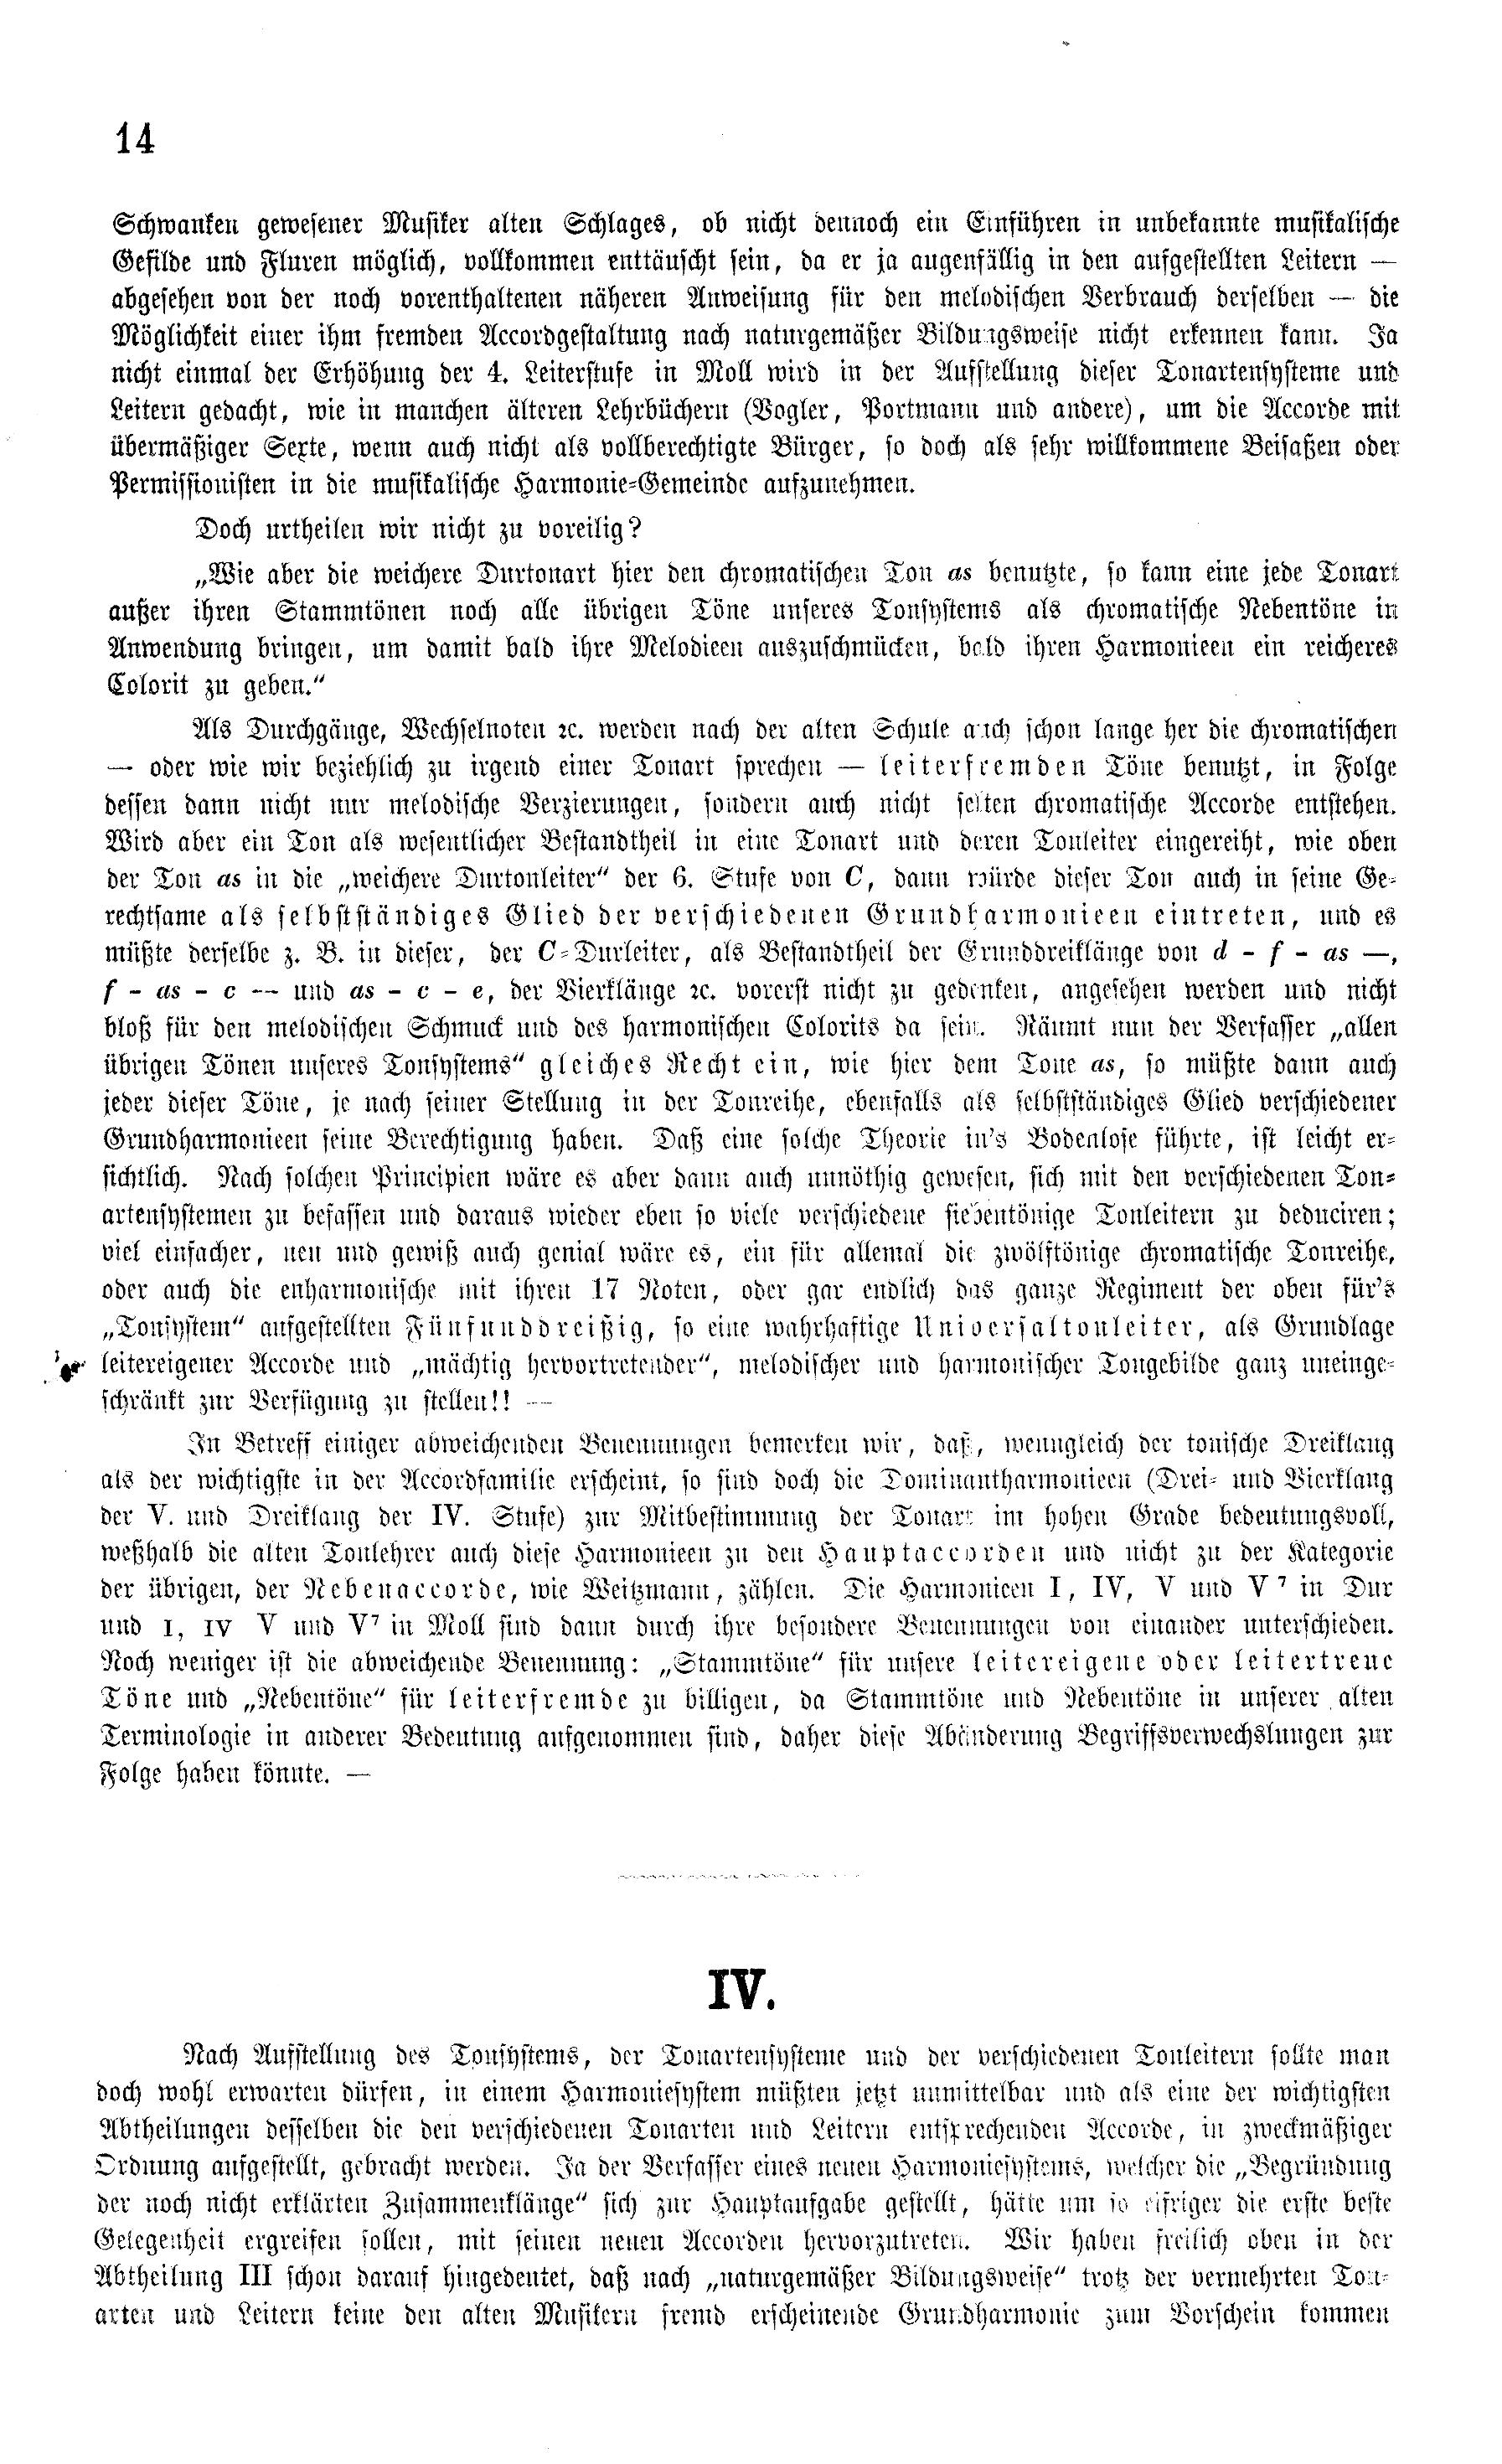 14
Schwanken gewesener Musiker alten Schlages, ob nicht dennoch ein Einführen in unbekannte musikalische
Gefilde und Fluren möglich, vollkommen enttäuscht sein, da er ja augenfällig in den aufgestellten Leitern —
abgesehen von der noch vorenthaltenen näheren Anweisung für den melodischen Verbrauch derselben — die
Möglichkeit einer ihm fremden Accordgestaltung nach naturgemäßer Bildungsweise nicht erkennen kann. Ja
nicht einmal der Erhöhung der 4. Leiterstufe in Moll wird in der Aufstellung dieser Tonartensysteme und
Leitern gedacht, wie in manchen älteren Lehrbüchern (Vogler, Portmann und andere), um die Accorde mit
übermäßiger Sexte, wenn auch nicht als vollberechtigte Bürger, so doch als sehr willkommene Beisaßen oder
Permissionisten in die musikalische Harmonie-Gemeinde aufzunehmen.
Doch urtheilen wir nicht zu voreilig?
„Wie aber die weichere Durtonart hier den chromatischen Ton as benutzte, so kann eine jede Tonart
außer ihren Stammtönen noch alle übrigen Töne unseres Tonsystems als chromatische Nebentöne in
Anwendung bringen, um damit bald ihre Melodieen auszuschmücken, bald ihren Harmonieen ein reicheres
Colorit zu geben.“
Als Durchgänge, Wechselnoten ꝛc. werden nach der alten Schule auch schon lange her die chromatischen
— oder wie wir beziehlich zu irgend einer Tonart sprechen — leiterfremden Töne benutzt, in Folge
dessen dann nicht nur melodische Verzierungen, sondern auch nicht selten chromatische Accorde entstehen.
Wird aber ein Ton als wesentlicher Bestandtheil in eine Tonart und deren Tonleiter eingereiht, wie oben
der Ton as in die „weichere Durtonleiter“ der 6. Stufe von C, dann würde dieser Ton auch in seine Ge-
rechtsame als selbstständiges Glied der verschiedenen Grundharmonieen eintreten, und es
müßte derselbe z. B. in dieser, der C-Durleiter, als Bestandtheil der Grunddreiklänge von d - f - as —,
f - as - c — und as - c - e, der Vierklänge ꝛc. vorerst nicht zu gedenken, angesehen werden und nicht
bloß für den melodischen Schmuck und des harmonischen Colorits da sein. Räumt nun der Verfasser „allen
übrigen Tönen unseres Tonsystems“ gleiches Recht ein, wie hier dem Tone as, so müßte dann auch
jeder dieser Töne, je nach seiner Stellung in der Tonreihe, ebenfalls als selbstständiges Glied verschiedener
Grundharmonieen seine Berechtigung haben. Daß eine solche Theorie in's Bodenlose führte, ist leicht er-
sichtlich. Nach solchen Principien wäre es aber dann auch unnöthig gewesen, sich mit den verschiedenen Ton-
artensystemen zu befassen und daraus wieder eben so viele verschiedene siebentönige Tonleitern zu deduciren;
viel einfacher, neu und gewiß auch genial wäre es, ein für allemal die zwölftönige chromatische Tonreihe,
oder auch die enharmonische mit ihren 17 Noten, oder gar endlich das ganze Regiment der oben für's
„Tonsystem“ aufgestellten Fünfunddreißig, so eine wahrhaftige Universaltonleiter, als Grundlage
leitereigener Accorde und „mächtig hervortretender“, melodischer und harmonischer Tongebilde ganz uneinge-
schränkt zur Verfügung zu stellen!! —
In Betreff einiger abweichenden Benennungen bemerken wir, daß, wenngleich der tonische Dreiklang
als der wichtigste in der Accordfamilie erscheint, so sind doch die Dominantharmonieen (Drei- und Vierklang
der V. und Dreiklang der IV. Stufe) zur Mitbestimmung der Tonart im hohen Grade bedeutungsvoll,
weßhalb die alten Tonlehrer auch diese Harmonieen zu den Hauptaccorden und nicht zu der Kategorie
der übrigen, der Nebenaccorde, wie Weitzmann, zählen. Die Harmonieen I, IV, V und V⁷ in Dur
und I, IV V und V⁷ in Moll sind dann durch ihre besondere Benennungen von einander unterschieden.
Noch weniger ist die abweichende Benennung: „Stammtöne“ für unsere leitereigene oder leitertreue
Töne und „Nebentöne“ für leiterfremde zu billigen, da Stammtöne und Nebentöne in unserer alten
Terminologie in anderer Bedeutung aufgenommen sind, daher diese Abänderung Begriffsverwechslungen zur
Folge haben könnte. —
IV.
Nach Aufstellung des Tonsystems, der Tonartensysteme und der verschiedenen Tonleitern sollte man
doch wohl erwarten dürfen, in einem Harmoniesystem müßten jetzt unmittelbar und als eine der wichtigsten
Abtheilungen desselben die den verschiedenen Tonarten und Leitern entsprechenden Accorde, in zweckmäßiger
Ordnung aufgestellt, gebracht werden. Ja der Verfasser eines neuen Harmoniesystems, welcher die „Begründung
der noch nicht erklärten Zusammenklänge“ sich zur Hauptaufgabe gestellt, hätte um so eifriger die erste beste
Gelegenheit ergreifen sollen, mit seinen neuen Accorden hervorzutreten. Wir haben freilich oben in der
Abtheilung III schon darauf hingedeutet, daß nach „naturgemäßer Bildungsweise“ trotz der vermehrten Ton-
arten und Leitern keine den alten Musikern fremd erscheinende Grundharmonie zum Vorschein kommen